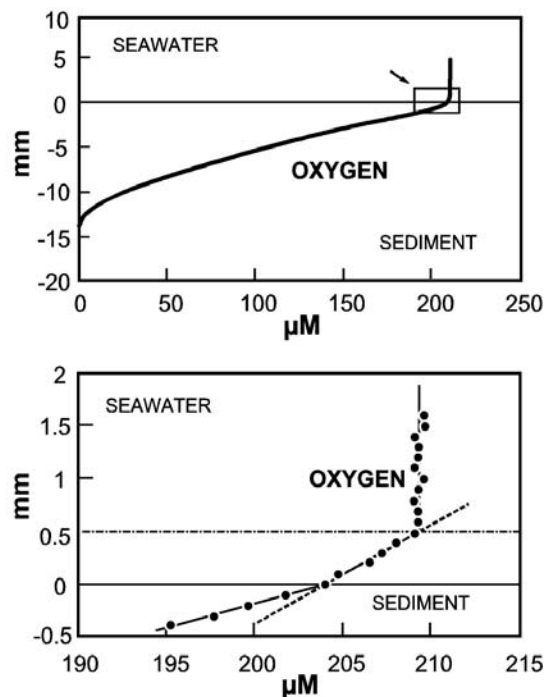 10
SEAWATER
5
0
mm
-5
OXYGEN
-10
-15
SEDIMENT
-20
0 50 100 150 200 250
µM
2
SEAWATER
1.5
OXYGEN
1
mm
0.5
0
SEDIMENT
-0.5
190 195 200 205 210 215
µM